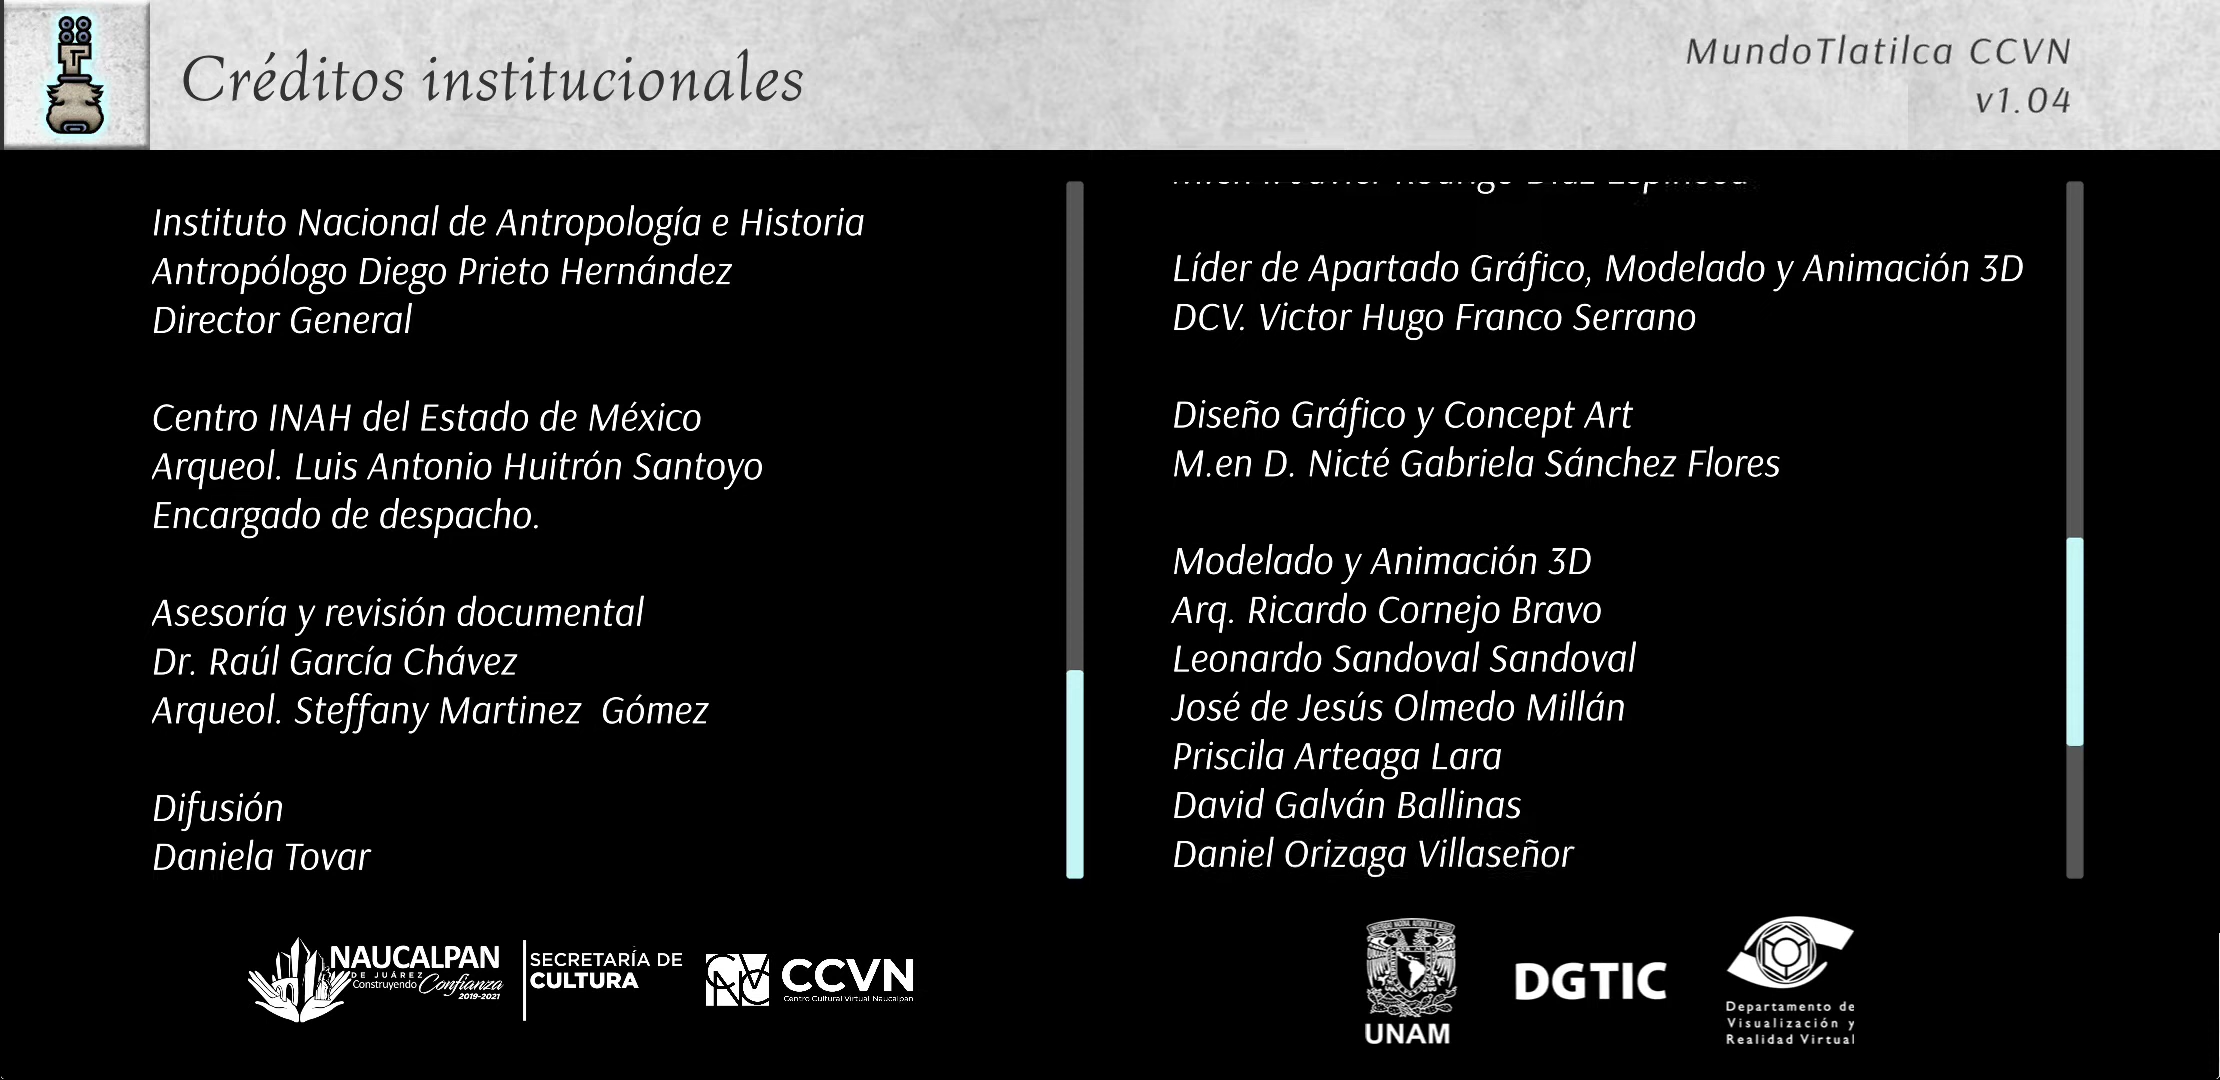 Créditos institucionales
MundoTlatilca CCVN
v1.04
Instituto Nacional de Antropología e Historia
Antropólogo Diego Prieto Hernández
Director General
Centro INAH del Estado de México
Arqueol. Luis Antonio Huitrón Santoyo
Encargado de despacho.
Asesoría y revisión documental
Dr. Raúl García Chávez
Arqueol. Steffany Martinez  Gómez
Difusión
Daniela Tovar
Líder de Apartado Gráfico, Modelado y Animación 3D
DCV. Victor Hugo Franco Serrano
Diseño Gráfico y Concept Art
M.en D. Nicté Gabriela Sánchez Flores
Modelado y Animación 3D
Arq. Ricardo Cornejo Bravo
Leonardo Sandoval Sandoval
José de Jesús Olmedo Millán
Priscila Arteaga Lara
David Galván Ballinas
Daniel Orizaga Villaseñor
NAUCALPAN
DE JUÁREZ
Construyendo Confianza
2019-2021
SECRETARÍA DE
CULTURA
CCVN
Centro Cultural Virtual Naucalpan
UNAM
DGTIC
Departamento de
Visualización y
Realidad Virtual